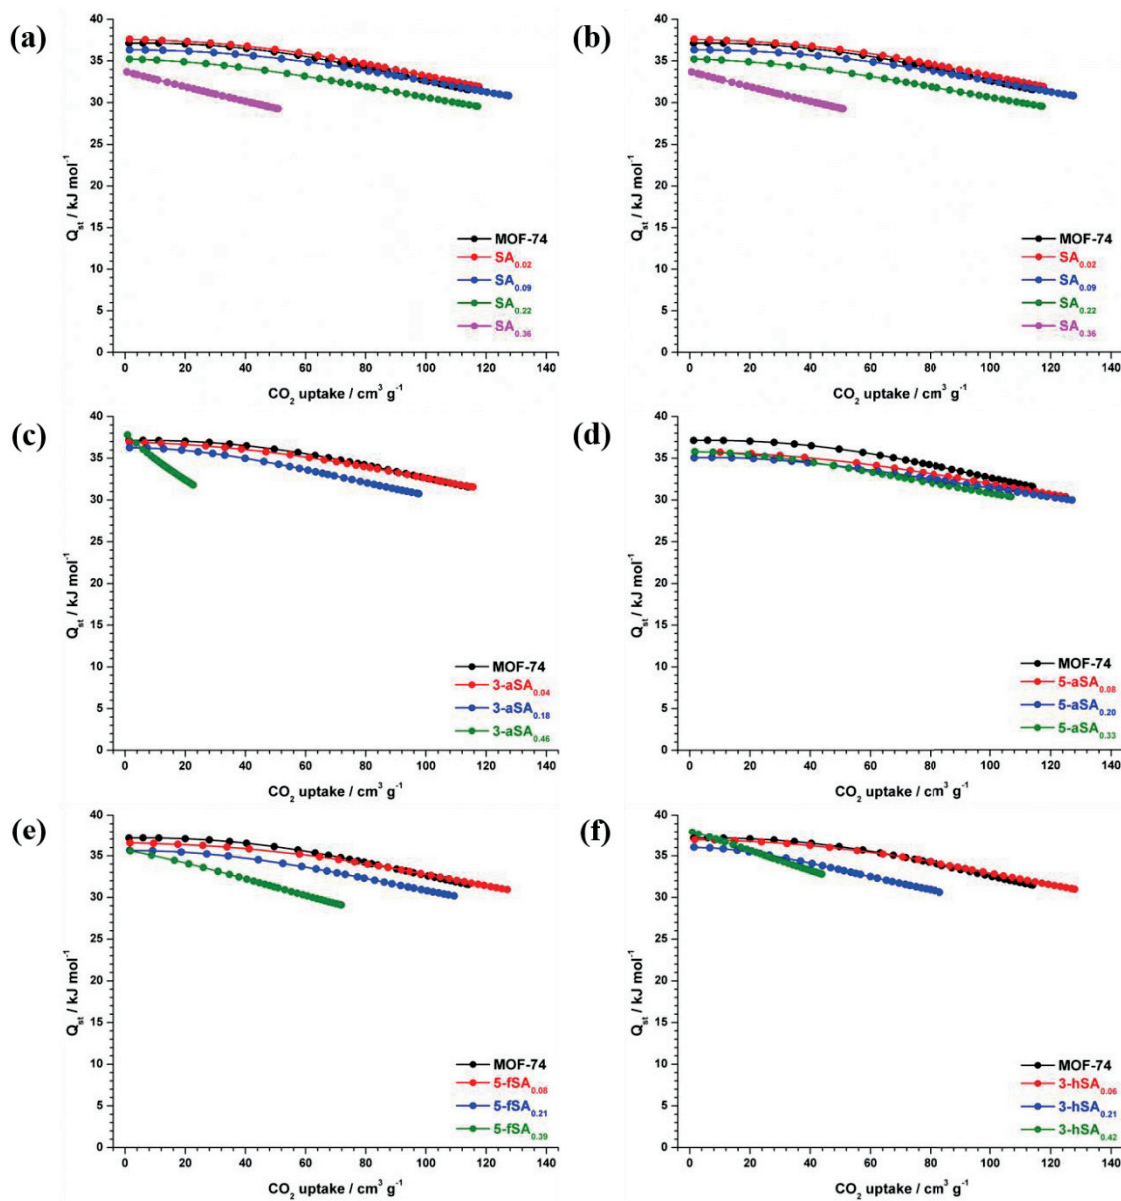 (a)
40
35
30
25
20
15
10
5
0
Qst / kJ mol-1
MOF-74
SA0.02
SA0.09
SA0.22
SA0.36
0 20 40 60 80 100 120 140
CO2 uptake / cm3 g-1
(b)
40
35
30
25
20
15
10
5
0
Qst / kJ mol-1
MOF-74
SA0.02
SA0.09
SA0.22
SA0.36
0 20 40 60 80 100 120 140
CO2 uptake / cm3 g-1
(c)
40
35
30
25
20
15
10
5
0
Qst / kJ mol-1
MOF-74
3-aSA0.04
3-aSA0.18
3-aSA0.46
0 20 40 60 80 100 120 140
CO2 uptake / cm3 g-1
(d)
40
35
30
25
20
15
10
5
0
Qst / kJ mol-1
MOF-74
5-aSA0.08
5-aSA0.20
5-aSA0.33
0 20 40 60 80 100 120 140
CO2 uptake / cm3 g-1
(e)
40
35
30
25
20
15
10
5
0
Qst / kJ mol-1
MOF-74
5-fSA0.08
5-fSA0.21
5-fSA0.39
0 20 40 60 80 100 120 140
CO2 uptake / cm3 g-1
(f)
40
35
30
25
20
15
10
5
0
Qst / kJ mol-1
MOF-74
3-hSA0.06
3-hSA0.21
3-hSA0.42
0 20 40 60 80 100 120 140
CO2 uptake / cm3 g-1